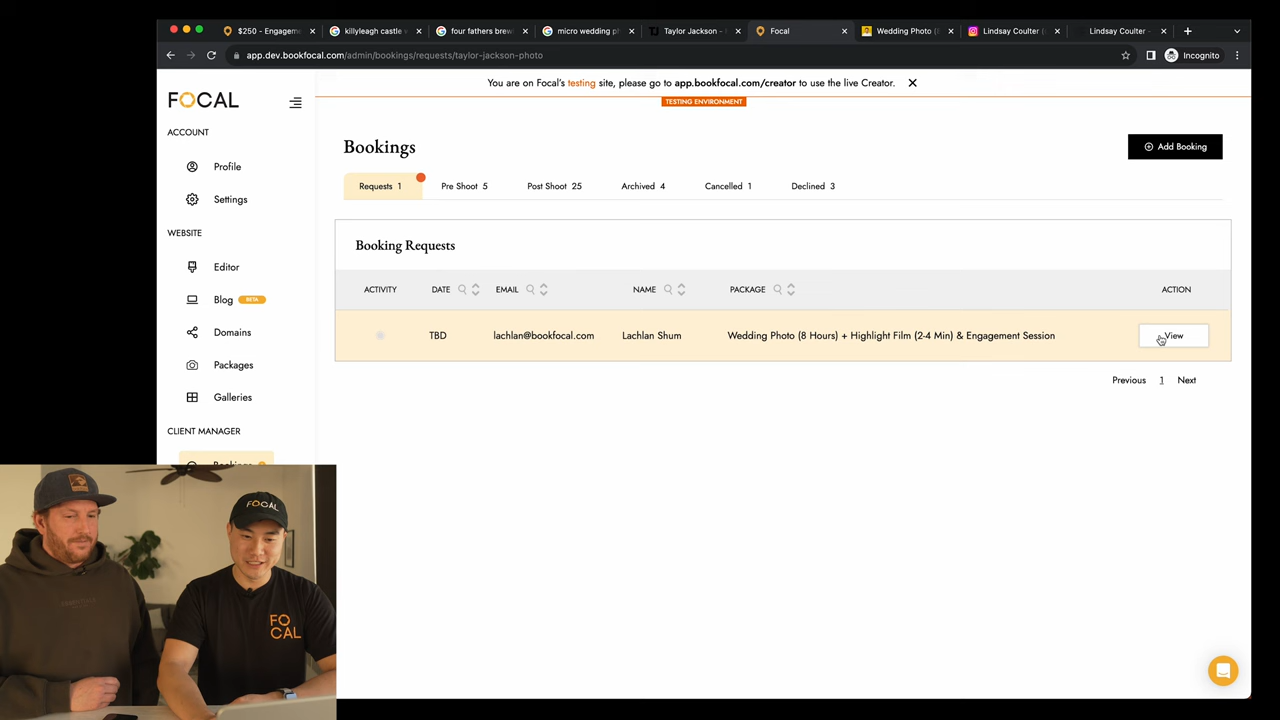 $250 - Engagem
killyleagh castle w
four fathers brew
micro wedding ph
Taylor Jackson -
Focal
Wedding Photo (
Lindsay Coulter (
Lindsay Coulter -
app.dev.bookfocal.com/admin/bookings/requests/taylor-jackson-photo
Incognito
You are on Focal's testing site, please go to app.bookfocal.com/creator to use the live Creator.
TESTING ENVIRONMENT
FOCAL
ACCOUNT
Profile
Settings
WEBSITE
Editor
Blog BETA
Domains
Packages
Galleries
CLIENT MANAGER
Bookings
Bookings
Add Booking
Requests 1
Pre Shoot 5
Post Shoot 25
Archived 4
Cancelled 1
Declined 3
Booking Requests
ACTIVITY DATE EMAIL NAME PACKAGE ACTION
TBD lachlan@bookfocal.com Lachlan Shum Wedding Photo (8 Hours) + Highlight Film (2-4 Min) & Engagement Session View
Previous 1 Next
FOCAL
FO
CAL